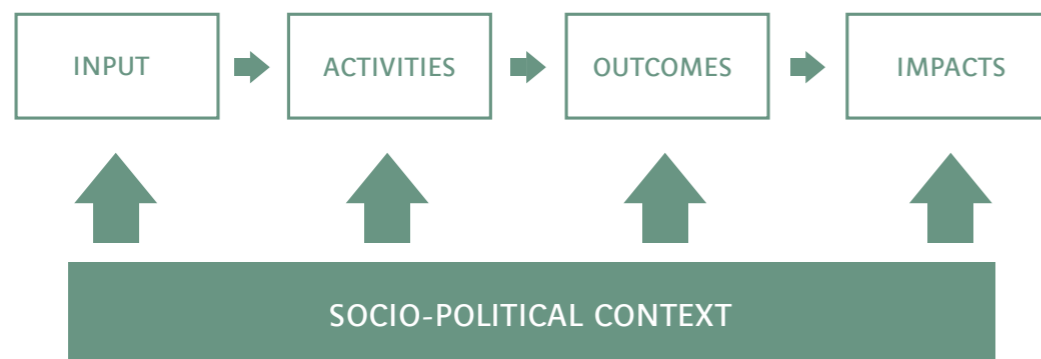 INPUT
ACTIVITIES
OUTCOMES
IMPACTS
SOCIO-POLITICAL CONTEXT